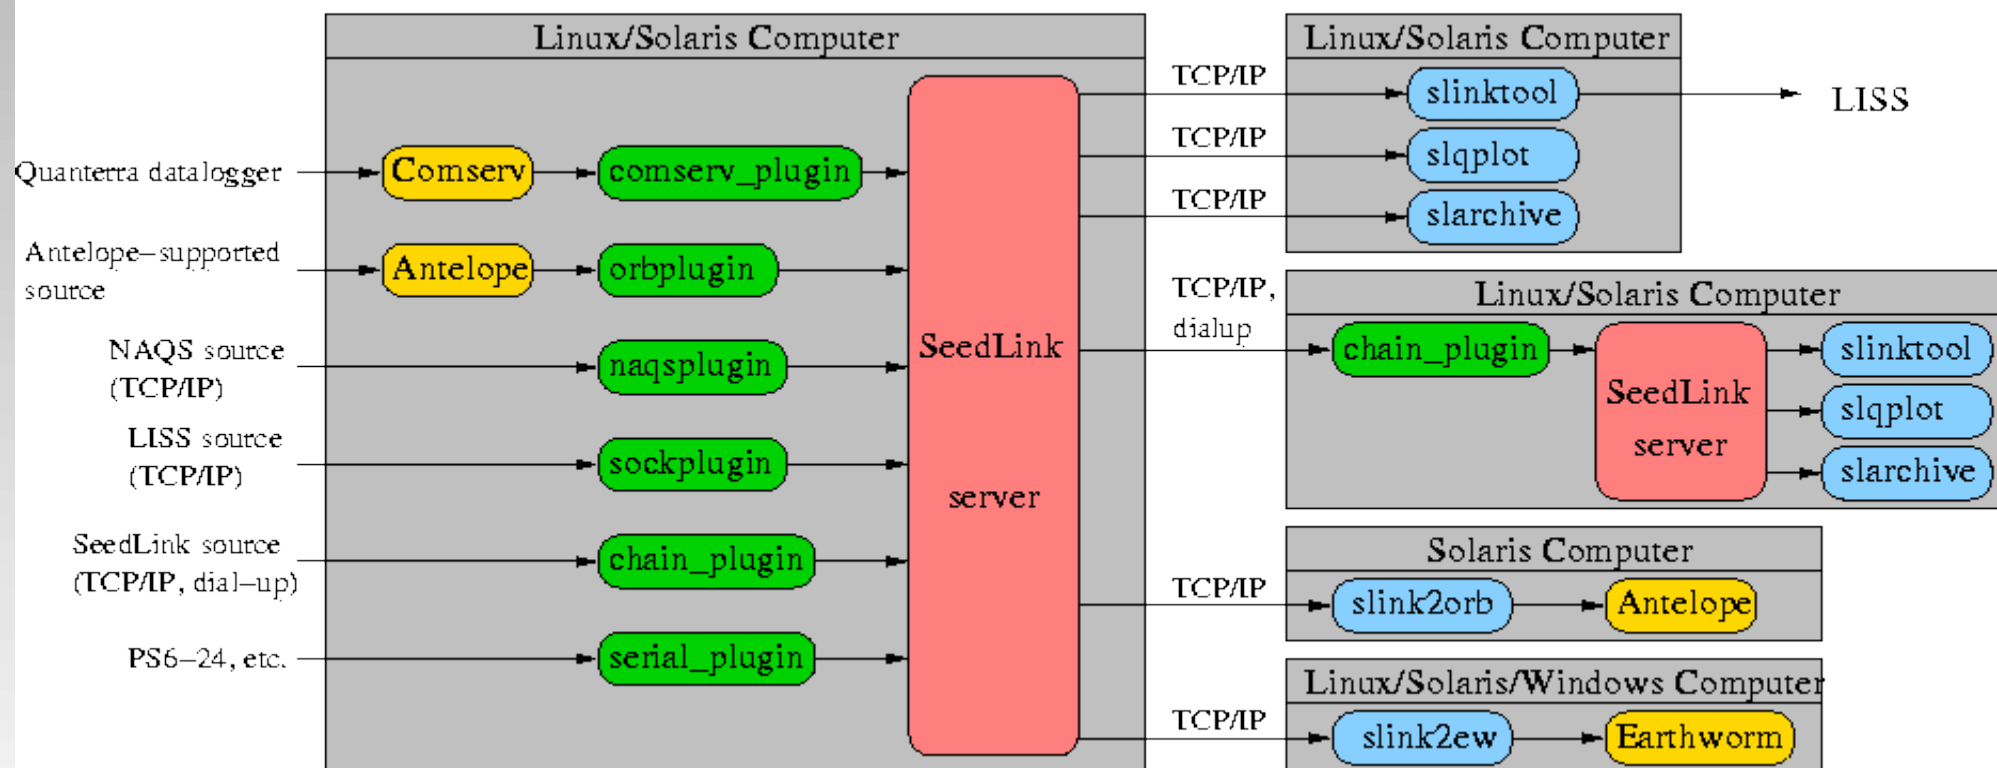 Linux/Solaris Computer
Quanterra datalogger
Comserv
comserv_plugin
Antelope–supported
source
Antelope
orbplugin
NAQS source
(TCP/IP)
naqsplugin
LISS source
(TCP/IP)
sockplugin
SeedLink source
(TCP/IP, dial–up)
chain_plugin
PS6–24, etc.
serial_plugin
SeedLink
server
TCP/IP
TCP/IP
TCP/IP
Linux/Solaris Computer
slinktool
slqplot
slarchive
LISS
TCP/IP,
dialup
Linux/Solaris Computer
chain_plugin
SeedLink
server
slinktool
slqplot
slarchive
TCP/IP
Solaris Computer
slink2orb
Antelope
TCP/IP
Linux/Solaris/Windows Computer
slink2ew
Earthworm